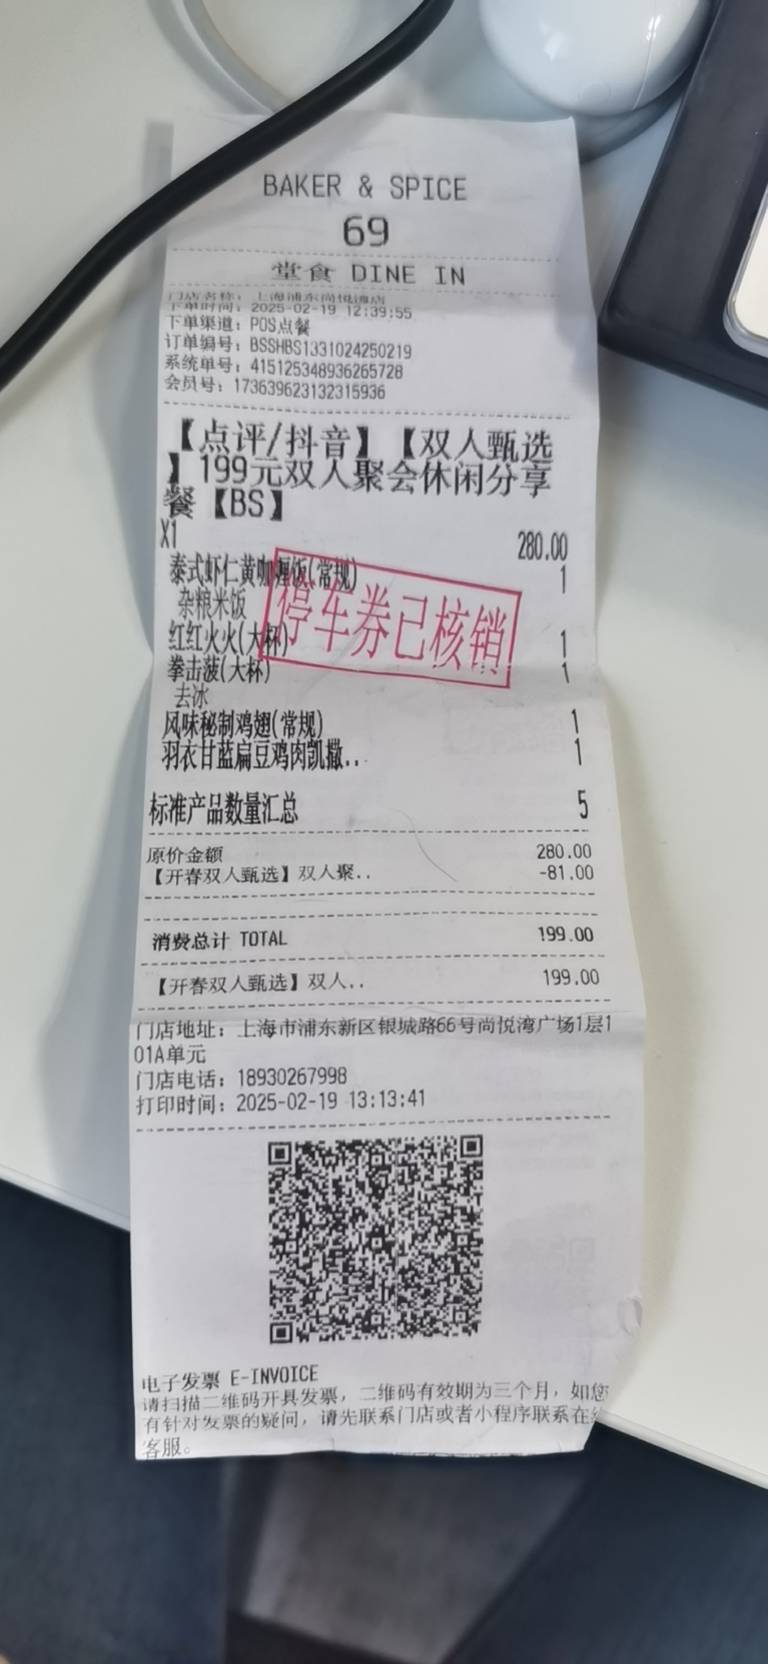 BAKER & SPICE
69
堂食 DINE IN
门店名称: 上海浦东尚悦湾店
下单时间: 2025-02-19 12:39:55
下单渠道: POS点餐
订单编号: BSSHBS1331024250219
系统单号: 415125348936265728
会员号: 173639623132315936
【点评/抖音】【双人甄选
】199元双人聚会休闲分享
餐【BS】
X1 280.00
泰式虾仁黄咖喱饭(常规) 1
杂粮米饭
停车券已核销
红红火火(大杯) 1
拳击菠(大杯) 1
去冰
风味秘制鸡翅(常规) 1
羽衣甘蓝扁豆鸡肉凯撒.. 1
标准产品数量汇总 5
原价金额 280.00
【开春双人甄选】双人聚.. -81.00
消费总计 TOTAL 199.00
【开春双人甄选】双人.. 199.00
门店地址: 上海市浦东新区银城路66号尚悦湾广场1层1
01A单元
门店电话: 18930267998
打印时间: 2025-02-19 13:13:41
电子发票 E-INVOICE
请扫描二维码开具发票，二维码有效期为三个月，如您
有针对发票的疑问，请先联系门店或者小程序联系在线
客服。